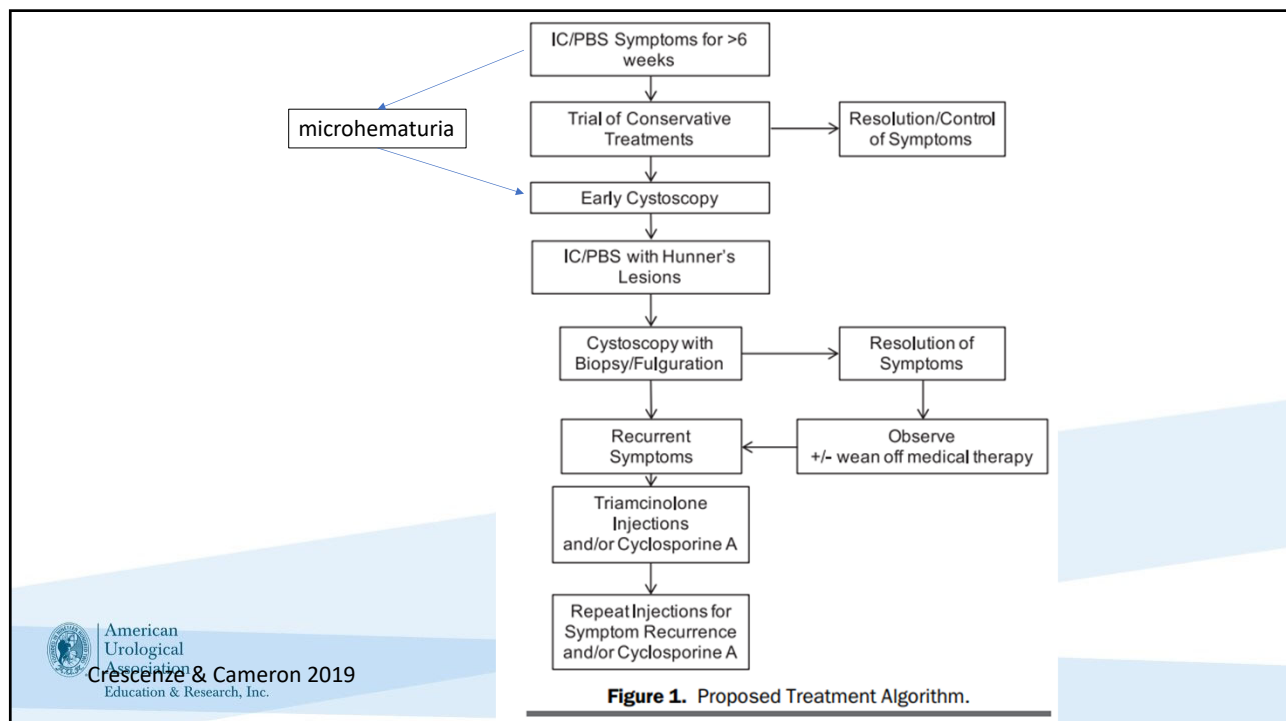 IC/PBS Symptoms for >6
weeks
microhematuria
Trial of Conservative
Treatments
Resolution/Control
of Symptoms
Early Cystoscopy
IC/PBS with Hunner's
Lesions
Cystoscopy with
Biopsy/Fulguration
Resolution of
Symptoms
Recurrent
Symptoms
Observe
+/- wean off medical therapy
Triamcinolone
Injections
and/or Cyclosporine A
Repeat Injections for
Symptom Recurrence
and/or Cyclosporine A
American
Urological
Association
Education & Research, Inc.
Crescenze & Cameron 2019
Figure 1. Proposed Treatment Algorithm.